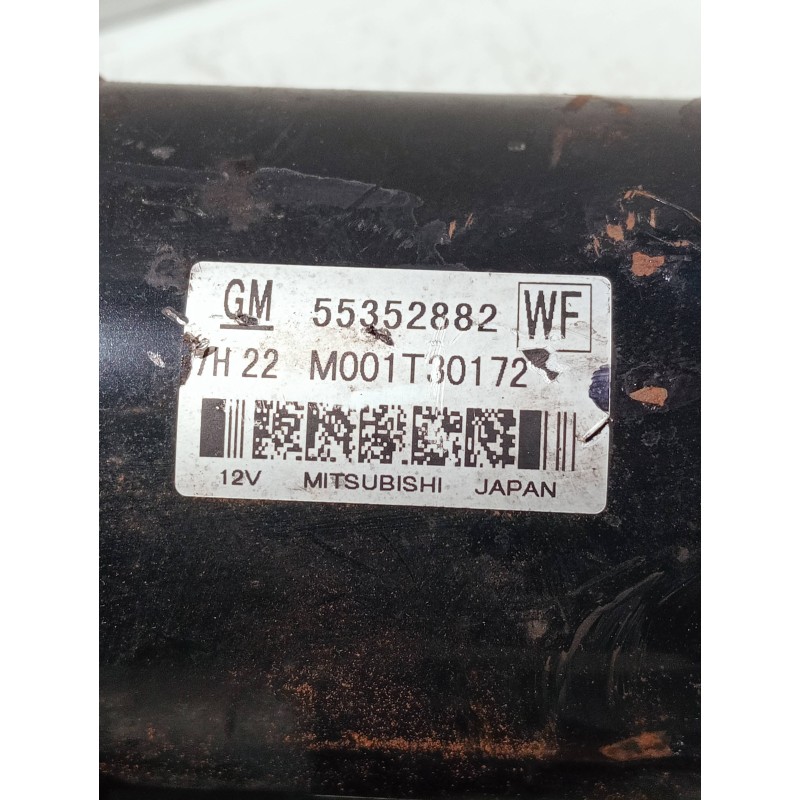 GM 55352882 WF
7H 22 M001T30172
12V MITSUBISHI JAPAN